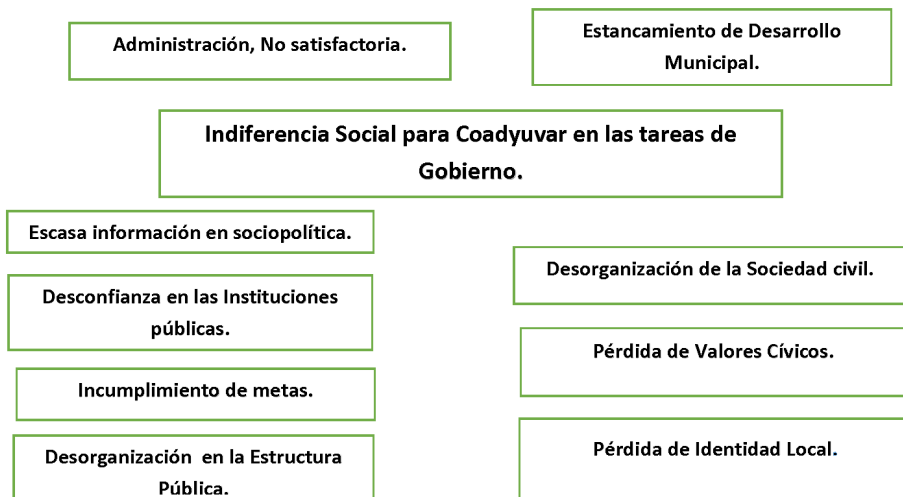 Administración, No satisfactoria.
Estancamiento de Desarrollo
Municipal.
Indiferencia Social para Coadyuvar en las tareas de
Gobierno.
Escasa información en sociopolítica.
Desconfianza en las Instituciones
públicas.
Incumplimiento de metas.
Desorganización en la Estructura
Pública.
Desorganización de la Sociedad civil.
Pérdida de Valores Cívicos.
Pérdida de Identidad Local.